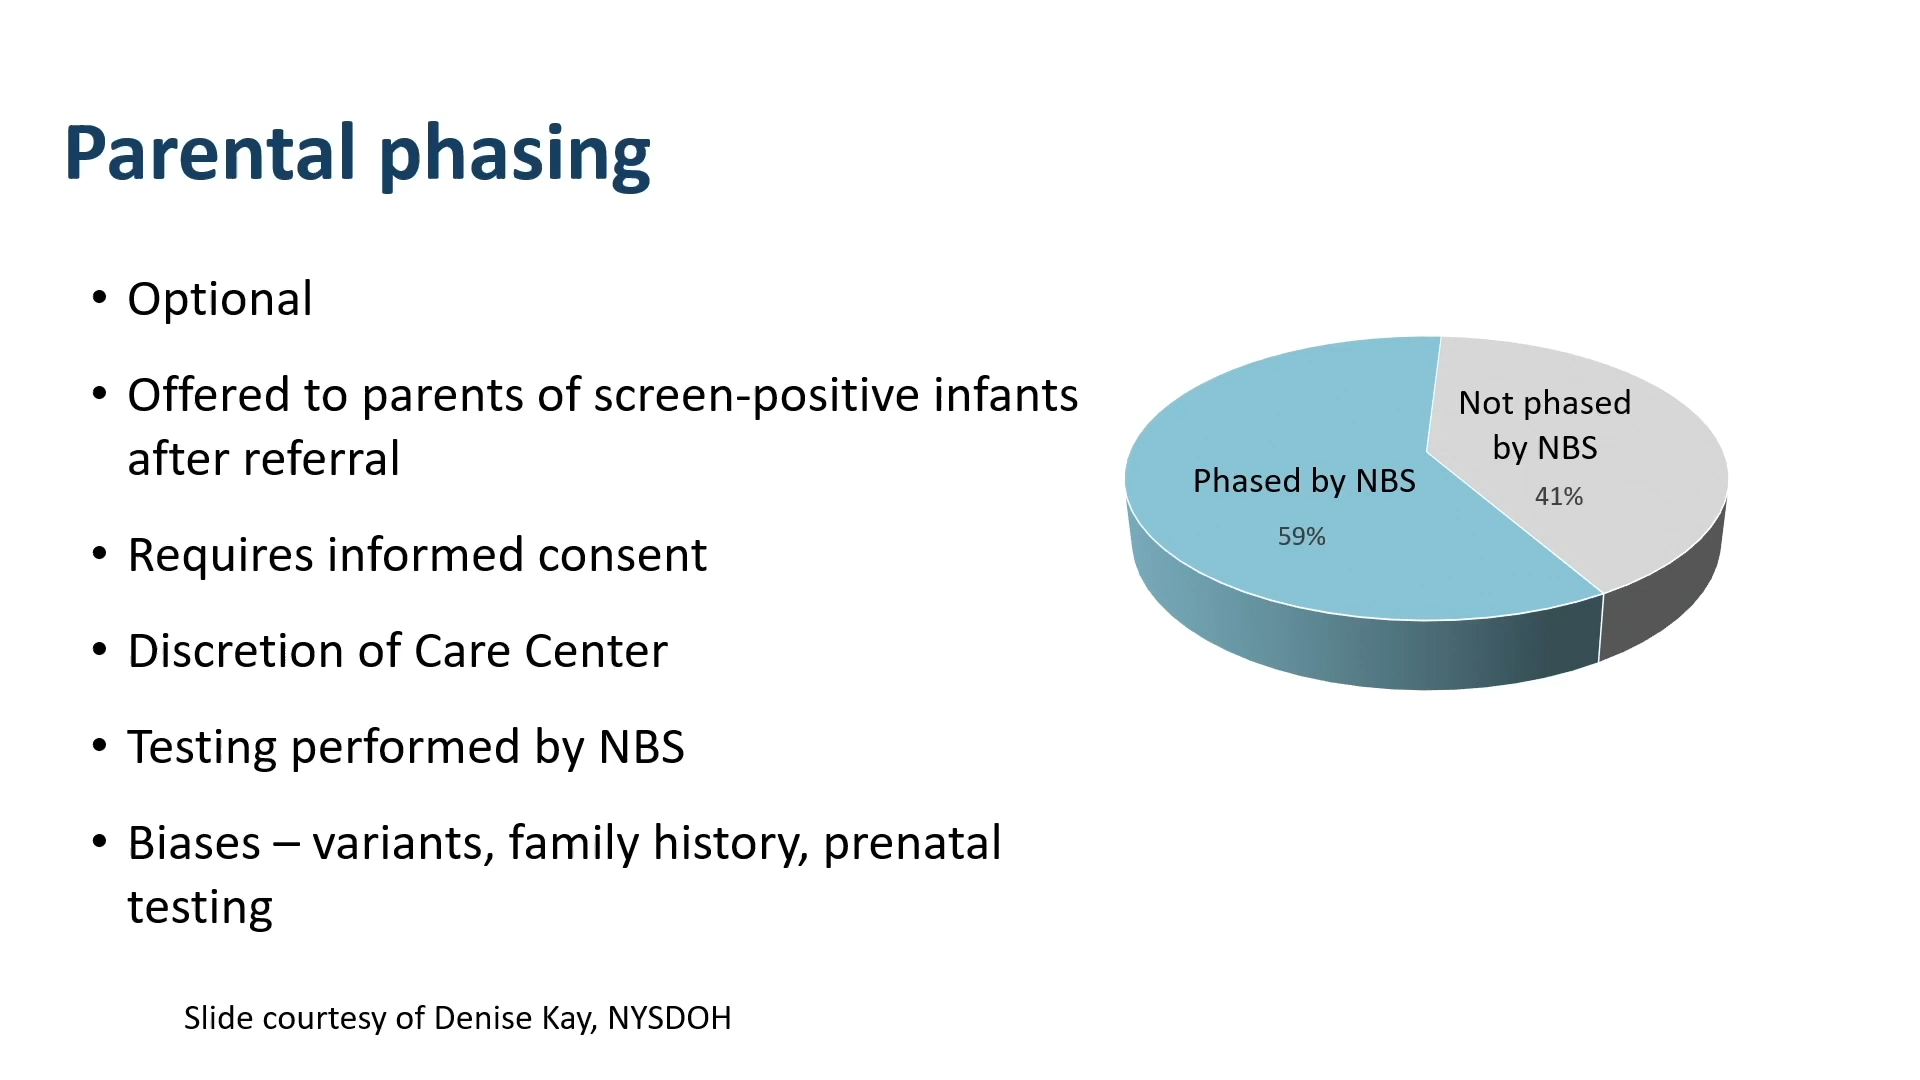 Parental phasing
• Optional
• Offered to parents of screen-positive infants
after referral
• Requires informed consent
• Discretion of Care Center
• Testing performed by NBS
• Biases – variants, family history, prenatal
testing
Not phased
by NBS
41%
Phased by NBS
59%
Slide courtesy of Denise Kay, NYSDOH